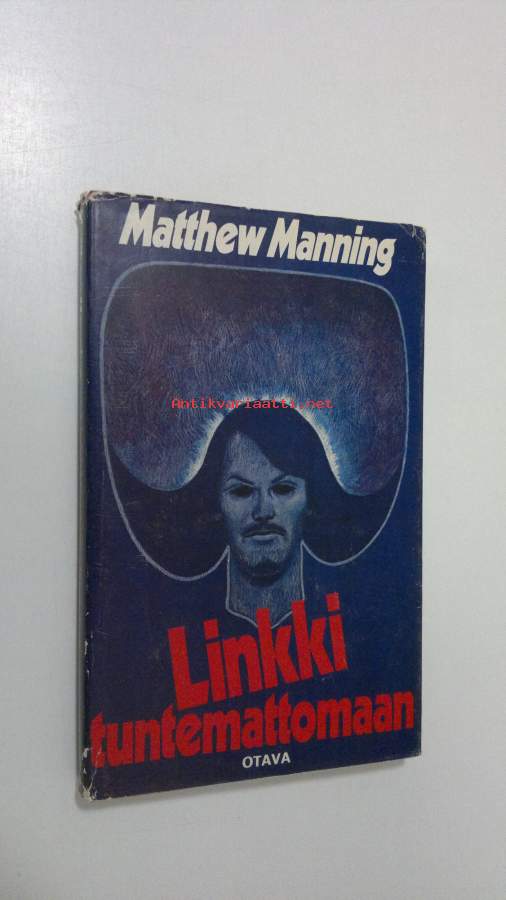 Matthew Manning
Antikvariaatti.net
Linkki
tuntemattomaan
OTAVA